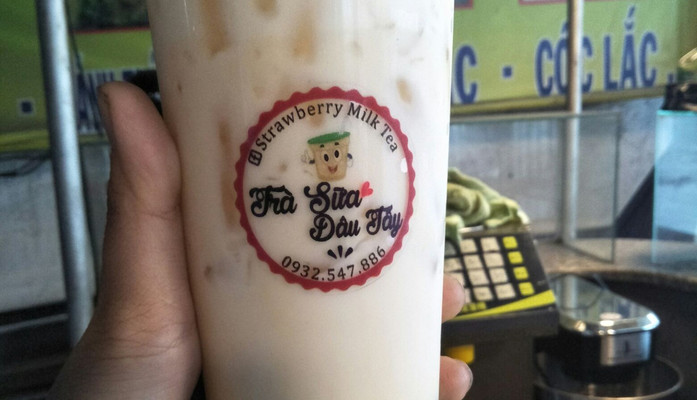 CỐC LẮC
Strawberry Milk Tea
Trà Sữa
Dâu Tây
0932.547.886